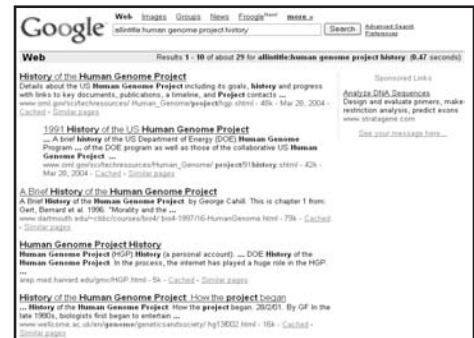 Google
Web Images Groups News Froogle New! more »
allintitle:human genome project history Search Advanced Search
Preferences
Web Results 1 - 10 of about 29 for allintitle:human genome project history. (0.47 seconds)
History of the Human Genome Project
Details about the US Human Genome Project including its goals, history and progress
with links to key documents, publications, a timeline, and Project contacts ...
www.ornl.gov/sci/techresources/ Human_Genome/project/hgp.shtml - 48k - Mar 28, 2004 -
Cached - Similar pages
1991 History of the US Human Genome Project
... A brief history of the US Department of Energy (DOE) Human Genome
Program ... of the DOE program as well as those of the collaborative US Human
Genome Project ...
www.ornl.gov/sci/techresources/Human_Genome/ project/91history.shtml - 42k -
Mar 28, 2004 - Cached - Similar pages
A Brief History of the Human Genome Project
A Brief History of the Human Genome Project by George Cahill. This is chapter 1 from:
Gert, Bernard et al. 1996. "Morality and the ...
www.dartmouth.edu/~cbbc/courses/bio4/ bio4-1997/16-HumanGenome.html - 79k - Cached -
Similar pages
Human Genome Project History
Human Genome Project (HGP) History (a personal account). ... DOE History of the
Human Genome Project. In the process, the internet has played a huge role in the HGP.
...
arep.med.harvard.edu/gmc/HGP.html - 5k - Cached - Similar pages
History of the Human Genome Project: How the project began
... History of the Human Genome Project: How the project began. 28/2/01. By GF In the
late 1980s, biologists first began to entertain ...
www.wellcome.ac.uk/en/genome/geneticsandsociety/ hg13f002.html - 16k - Cached -
Similar pages
Sponsored Links
Analyze DNA Sequences
Design and evaluate primers, make
restriction analysis, predict exons
www.stratagene.com
See your message here...